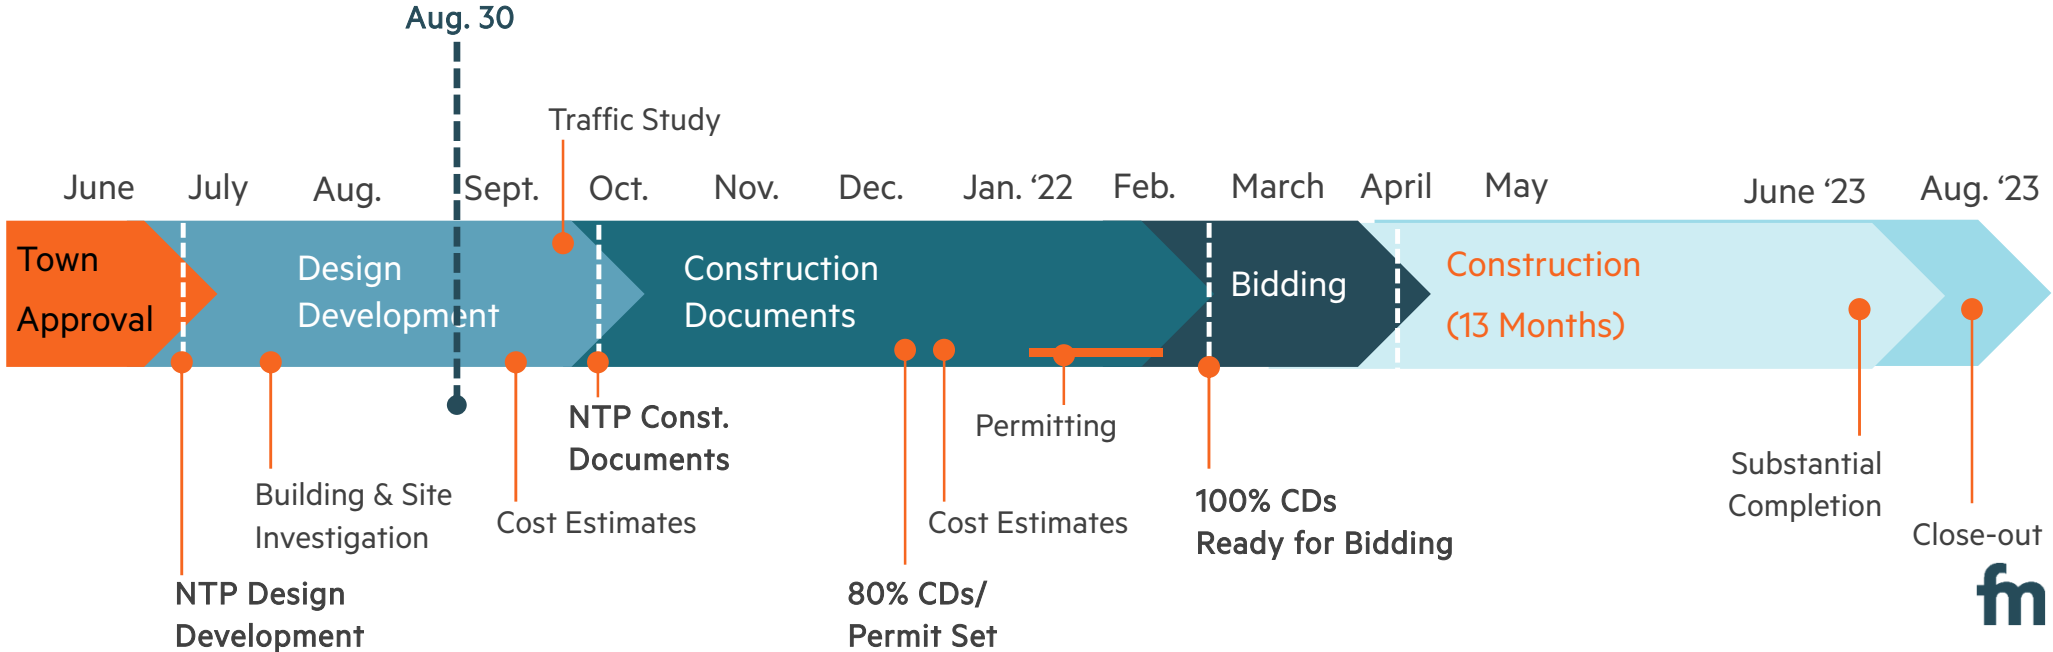 Aug. 30
Traffic Study
June July Aug. Sept. Oct. Nov. Dec. Jan. ‘22 Feb. March April May June ‘23 Aug. ‘23
Town
Approval
Design
Development
Construction
Documents
Bidding
Construction
(13 Months)
NTP Const.
Documents
Permitting
Building & Site
Investigation
Cost Estimates
Cost Estimates
100% CDs
Ready for Bidding
Substantial
Completion
Close-out
NTP Design
Development
80% CDs/
Permit Set
fm